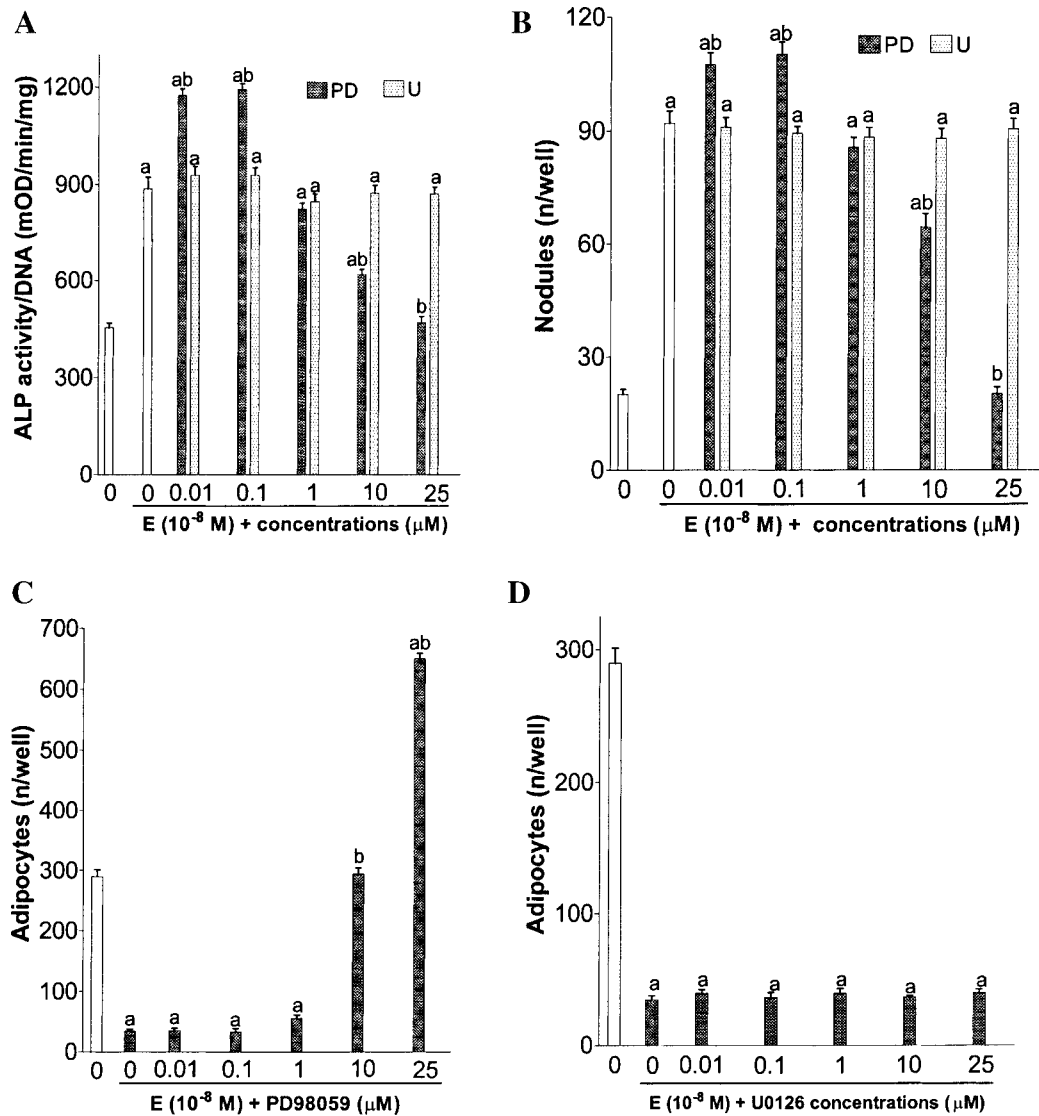 A
ALP activity/DNA (mOD/min/mg)
1200
900
600
300
0
PD U
a ab a ab a a a ab a b a
0 0 0.01 0.1 1 10 25
E (10⁻⁸ M) + concentrations (µM)
B
Nodules (n/well)
120
90
60
30
0
PD U
a ab a ab a a a ab a b a
0 0 0.01 0.1 1 10 25
E (10⁻⁸ M) + concentrations (µM)
C
Adipocytes (n/well)
700
600
500
400
300
200
100
0
a a a a b ab
0 0 0.01 0.1 1 10 25
E (10⁻⁸ M) + PD98059 (µM)
D
Adipocytes (n/well)
300
200
100
0
a a a a a a
0 0 0.01 0.1 1 10 25
E (10⁻⁸ M) + U0126 concentrations (µM)